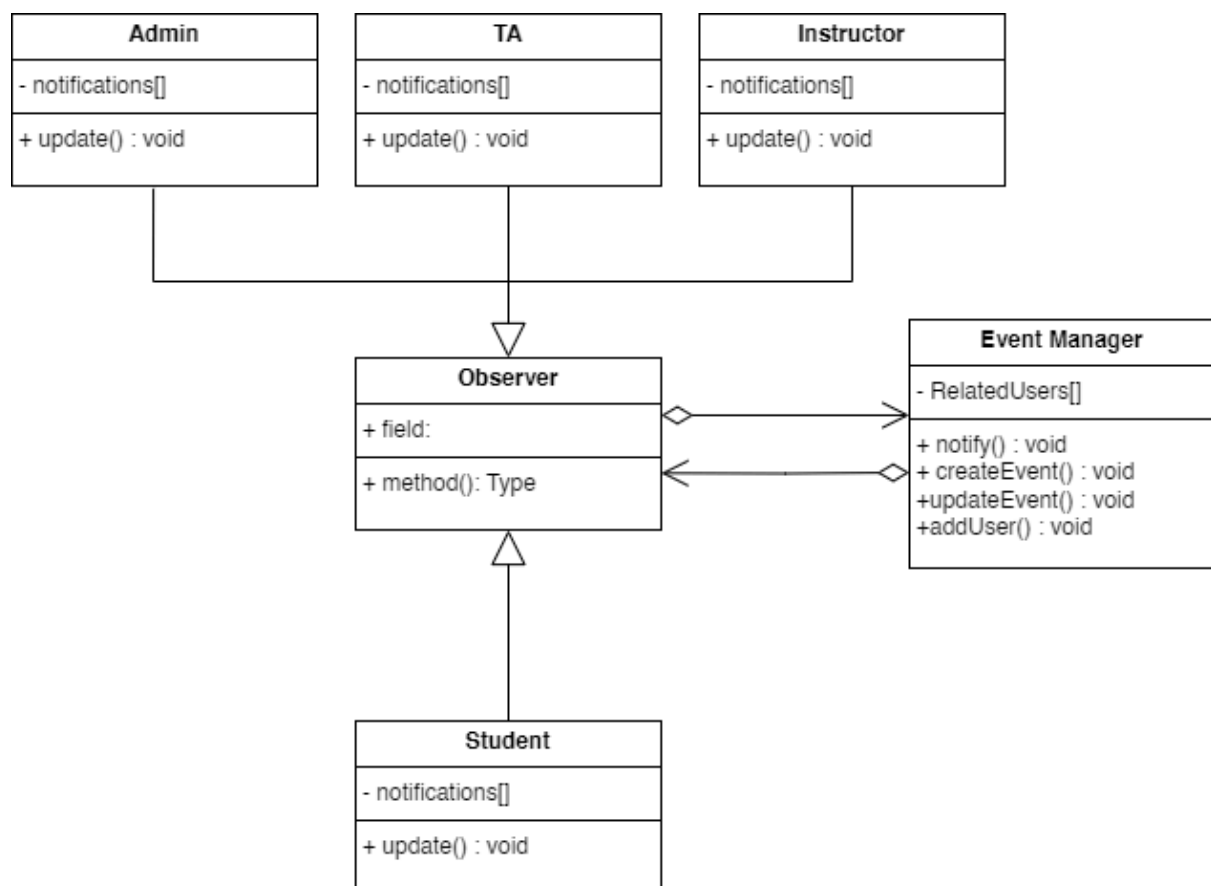 Admin
- notifications[]
+ update() : void
TA
- notifications[]
+ update() : void
Instructor
- notifications[]
+ update() : void
Observer
+ field:
+ method(): Type
Event Manager
- RelatedUsers[]
+ notify() : void
+ createEvent() : void
+updateEvent() : void
+addUser() : void
Student
- notifications[]
+ update() : void